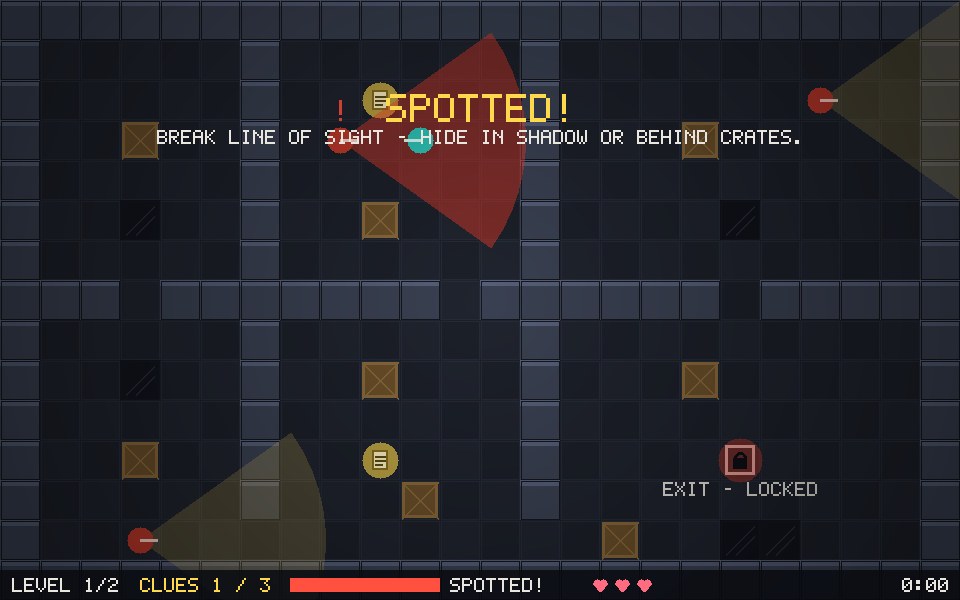 !
SPOTTED!
BREAK LINE OF SIGHT - HIDE IN SHADOW OR BEHIND CRATES.
EXIT - LOCKED
LEVEL 1/2 CLUES 1 / 3 SPOTTED! 0:00